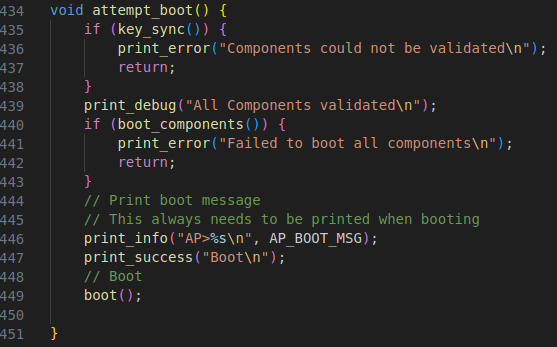 434 void attempt_boot() {
435     if (key_sync()) {
436         print_error("Components could not be validated\n");
437         return;
438     }
439     print_debug("All Components validated\n");
440     if (boot_components()) {
441         print_error("Failed to boot all components\n");
442         return;
443     }
444     // Print boot message
445     // This always needs to be printed when booting
446     print_info("AP>%s\n", AP_BOOT_MSG);
447     print_success("Boot\n");
448     // Boot
449     boot();
450
451 }